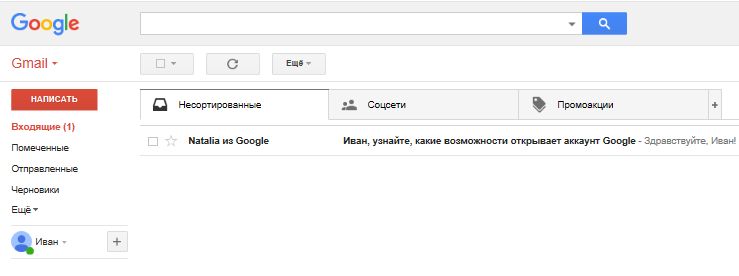 Google
Gmail
Ещё
НАПИСАТЬ
Несортированные
Соцсети
Промоакции
+
Входящие (1)
Помеченные
Отправленные
Черновики
Ещё
Natalia из Google Иван, узнайте, какие возможности открывает аккаунт Google - Здравствуйте, Иван!
Иван
+